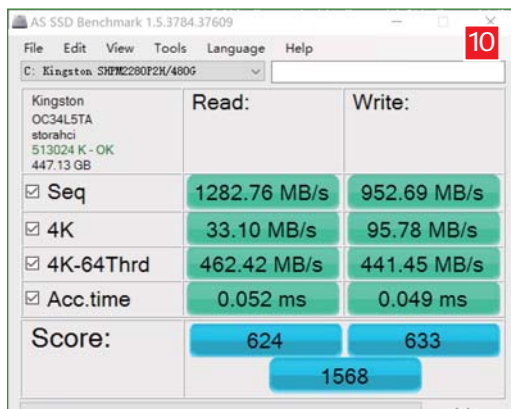 AS SSD Benchmark 1.5.3784.37609
10
File Edit View Tools Language Help
C: Kingston SHPM2280P2H/480G
Kingston
OC34L5TA
storahci
513024 K - OK
447.13 GB
Read: Write:
Seq 1282.76 MB/s 952.69 MB/s
4K 33.10 MB/s 95.78 MB/s
4K-64Thrd 462.42 MB/s 441.45 MB/s
Acc.time 0.052 ms 0.049 ms
Score: 624 633
1568